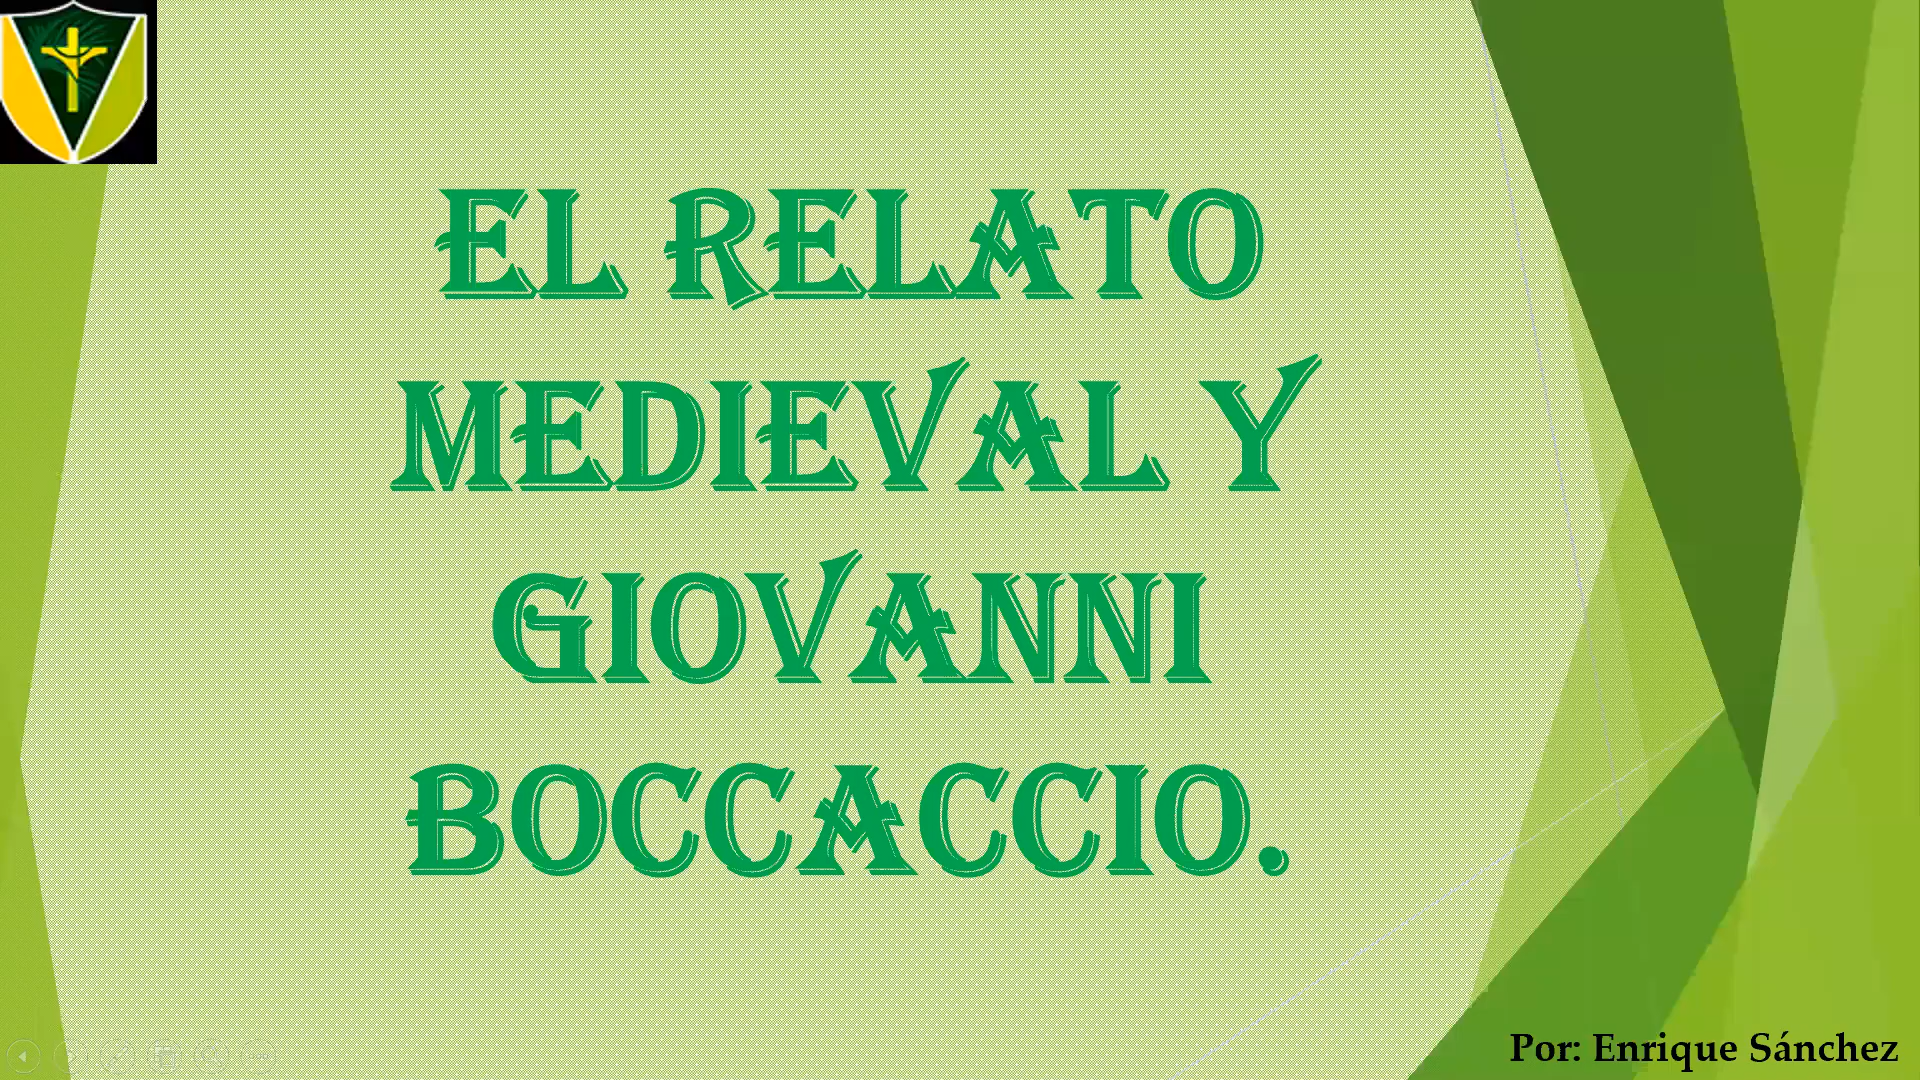 EL RELATO
MEDIEVAL Y
GIOVANNI
BOCCACCIO.
Por: Enrique Sánchez